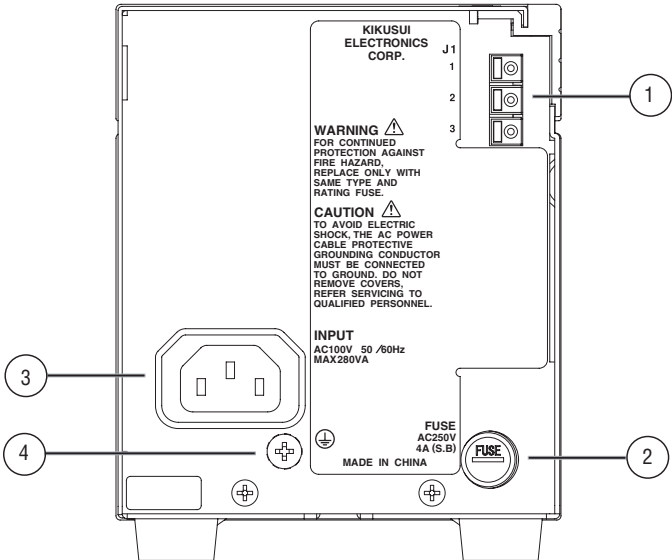 KIKUSUI
ELECTRONICS
CORP.
J1
1
2
3
1
WARNING
FOR CONTINUED
PROTECTION AGAINST
FIRE HAZARD,
REPLACE ONLY WITH
SAME TYPE AND
RATING FUSE.
CAUTION
TO AVOID ELECTRIC
SHOCK, THE AC POWER
CABLE PROTECTIVE
GROUNDING CONDUCTOR
MUST BE CONNECTED
TO GROUND. DO NOT
REMOVE COVERS,
REFER SERVICING TO
QUALIFIED PERSONNEL.
INPUT
AC100V 50 ⁄60Hz
MAX280VA
3
4
FUSE
AC250V
4A (S.B)
MADE IN CHINA
FUSE
2